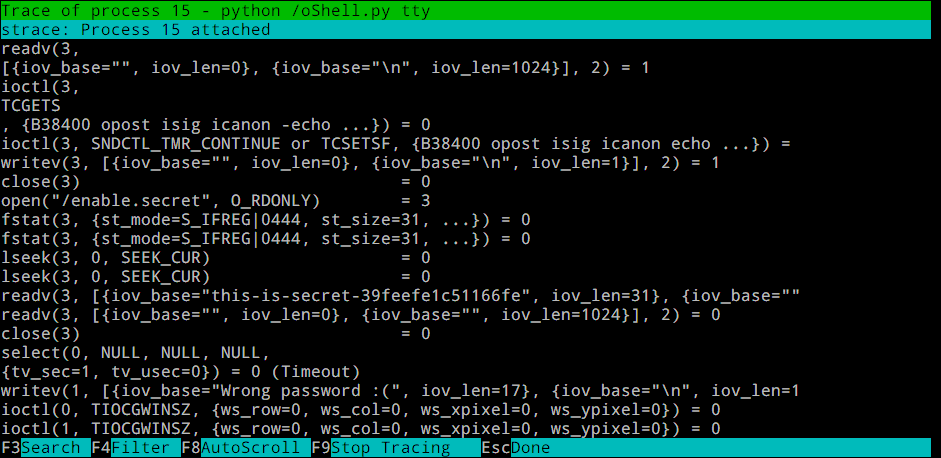 Trace of process 15 - python /oShell.py tty
strace: Process 15 attached
readv(3,
[{iov_base="", iov_len=0}, {iov_base="\n", iov_len=1024}], 2) = 1
ioctl(3,
TCGETS
, {B38400 opost isig icanon -echo ...}) = 0
ioctl(3, SNDCTL_TMR_CONTINUE or TCSETSF, {B38400 opost isig icanon echo ...}) =
writev(3, [{iov_base="", iov_len=0}, {iov_base="\n", iov_len=1}], 2) = 1
close(3)                                = 0
open("/enable.secret", O_RDONLY)        = 3
fstat(3, {st_mode=S_IFREG|0444, st_size=31, ...}) = 0
fstat(3, {st_mode=S_IFREG|0444, st_size=31, ...}) = 0
lseek(3, 0, SEEK_CUR)                   = 0
lseek(3, 0, SEEK_CUR)                   = 0
readv(3, [{iov_base="this-is-secret-39feefe1c51166fe", iov_len=31}, {iov_base=""
readv(3, [{iov_base="", iov_len=0}, {iov_base="", iov_len=1024}], 2) = 0
close(3)                                = 0
select(0, NULL, NULL, NULL,
{tv_sec=1, tv_usec=0}) = 0 (Timeout)
writev(1, [{iov_base="Wrong password :(", iov_len=17}, {iov_base="\n", iov_len=1
ioctl(0, TIOCGWINSZ, {ws_row=0, ws_col=0, ws_xpixel=0, ws_ypixel=0}) = 0
ioctl(1, TIOCGWINSZ, {ws_row=0, ws_col=0, ws_xpixel=0, ws_ypixel=0}) = 0
F3Search F4Filter F8AutoScroll F9Stop Tracing   EscDone